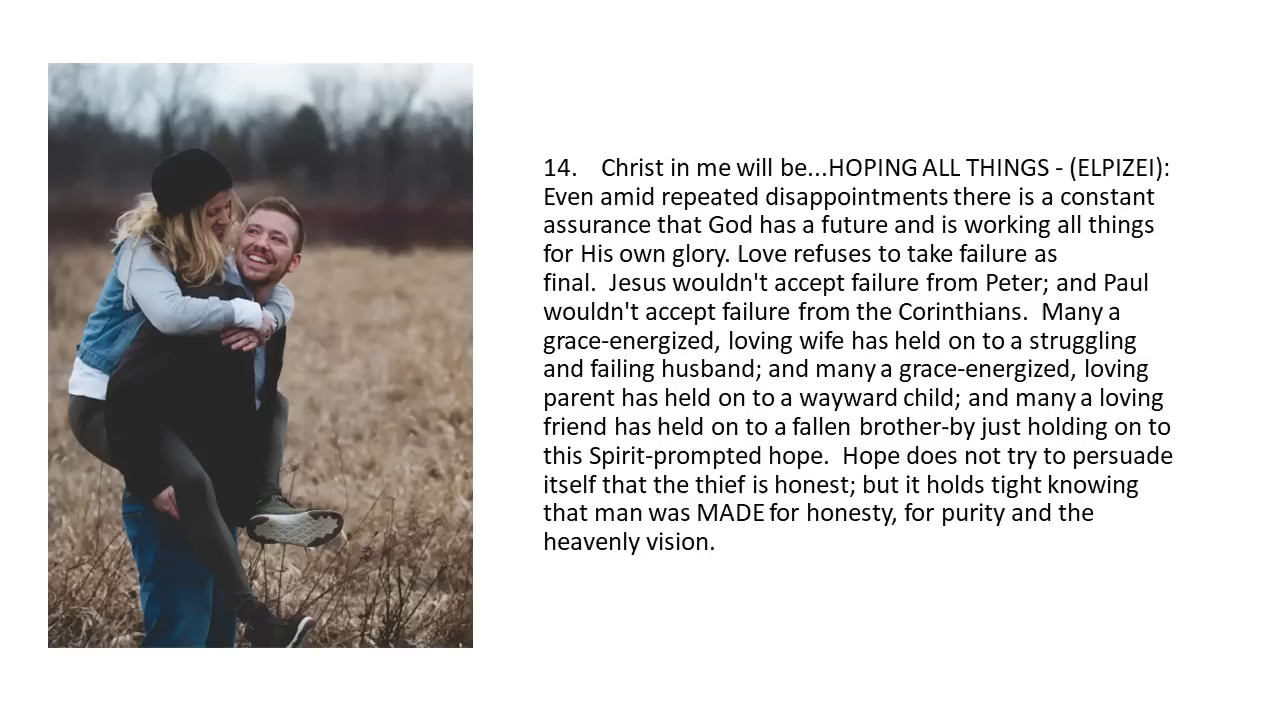 14. Christ in me will be...HOPING ALL THINGS - (ELPIZEI):
Even amid repeated disappointments there is a constant
assurance that God has a future and is working all things
for His own glory. Love refuses to take failure as
final.  Jesus wouldn't accept failure from Peter; and Paul
wouldn't accept failure from the Corinthians.  Many a
grace-energized, loving wife has held on to a struggling
and failing husband; and many a grace-energized, loving
parent has held on to a wayward child; and many a loving
friend has held on to a fallen brother-by just holding on to
this Spirit-prompted hope.  Hope does not try to persuade
itself that the thief is honest; but it holds tight knowing
that man was MADE for honesty, for purity and the
heavenly vision.